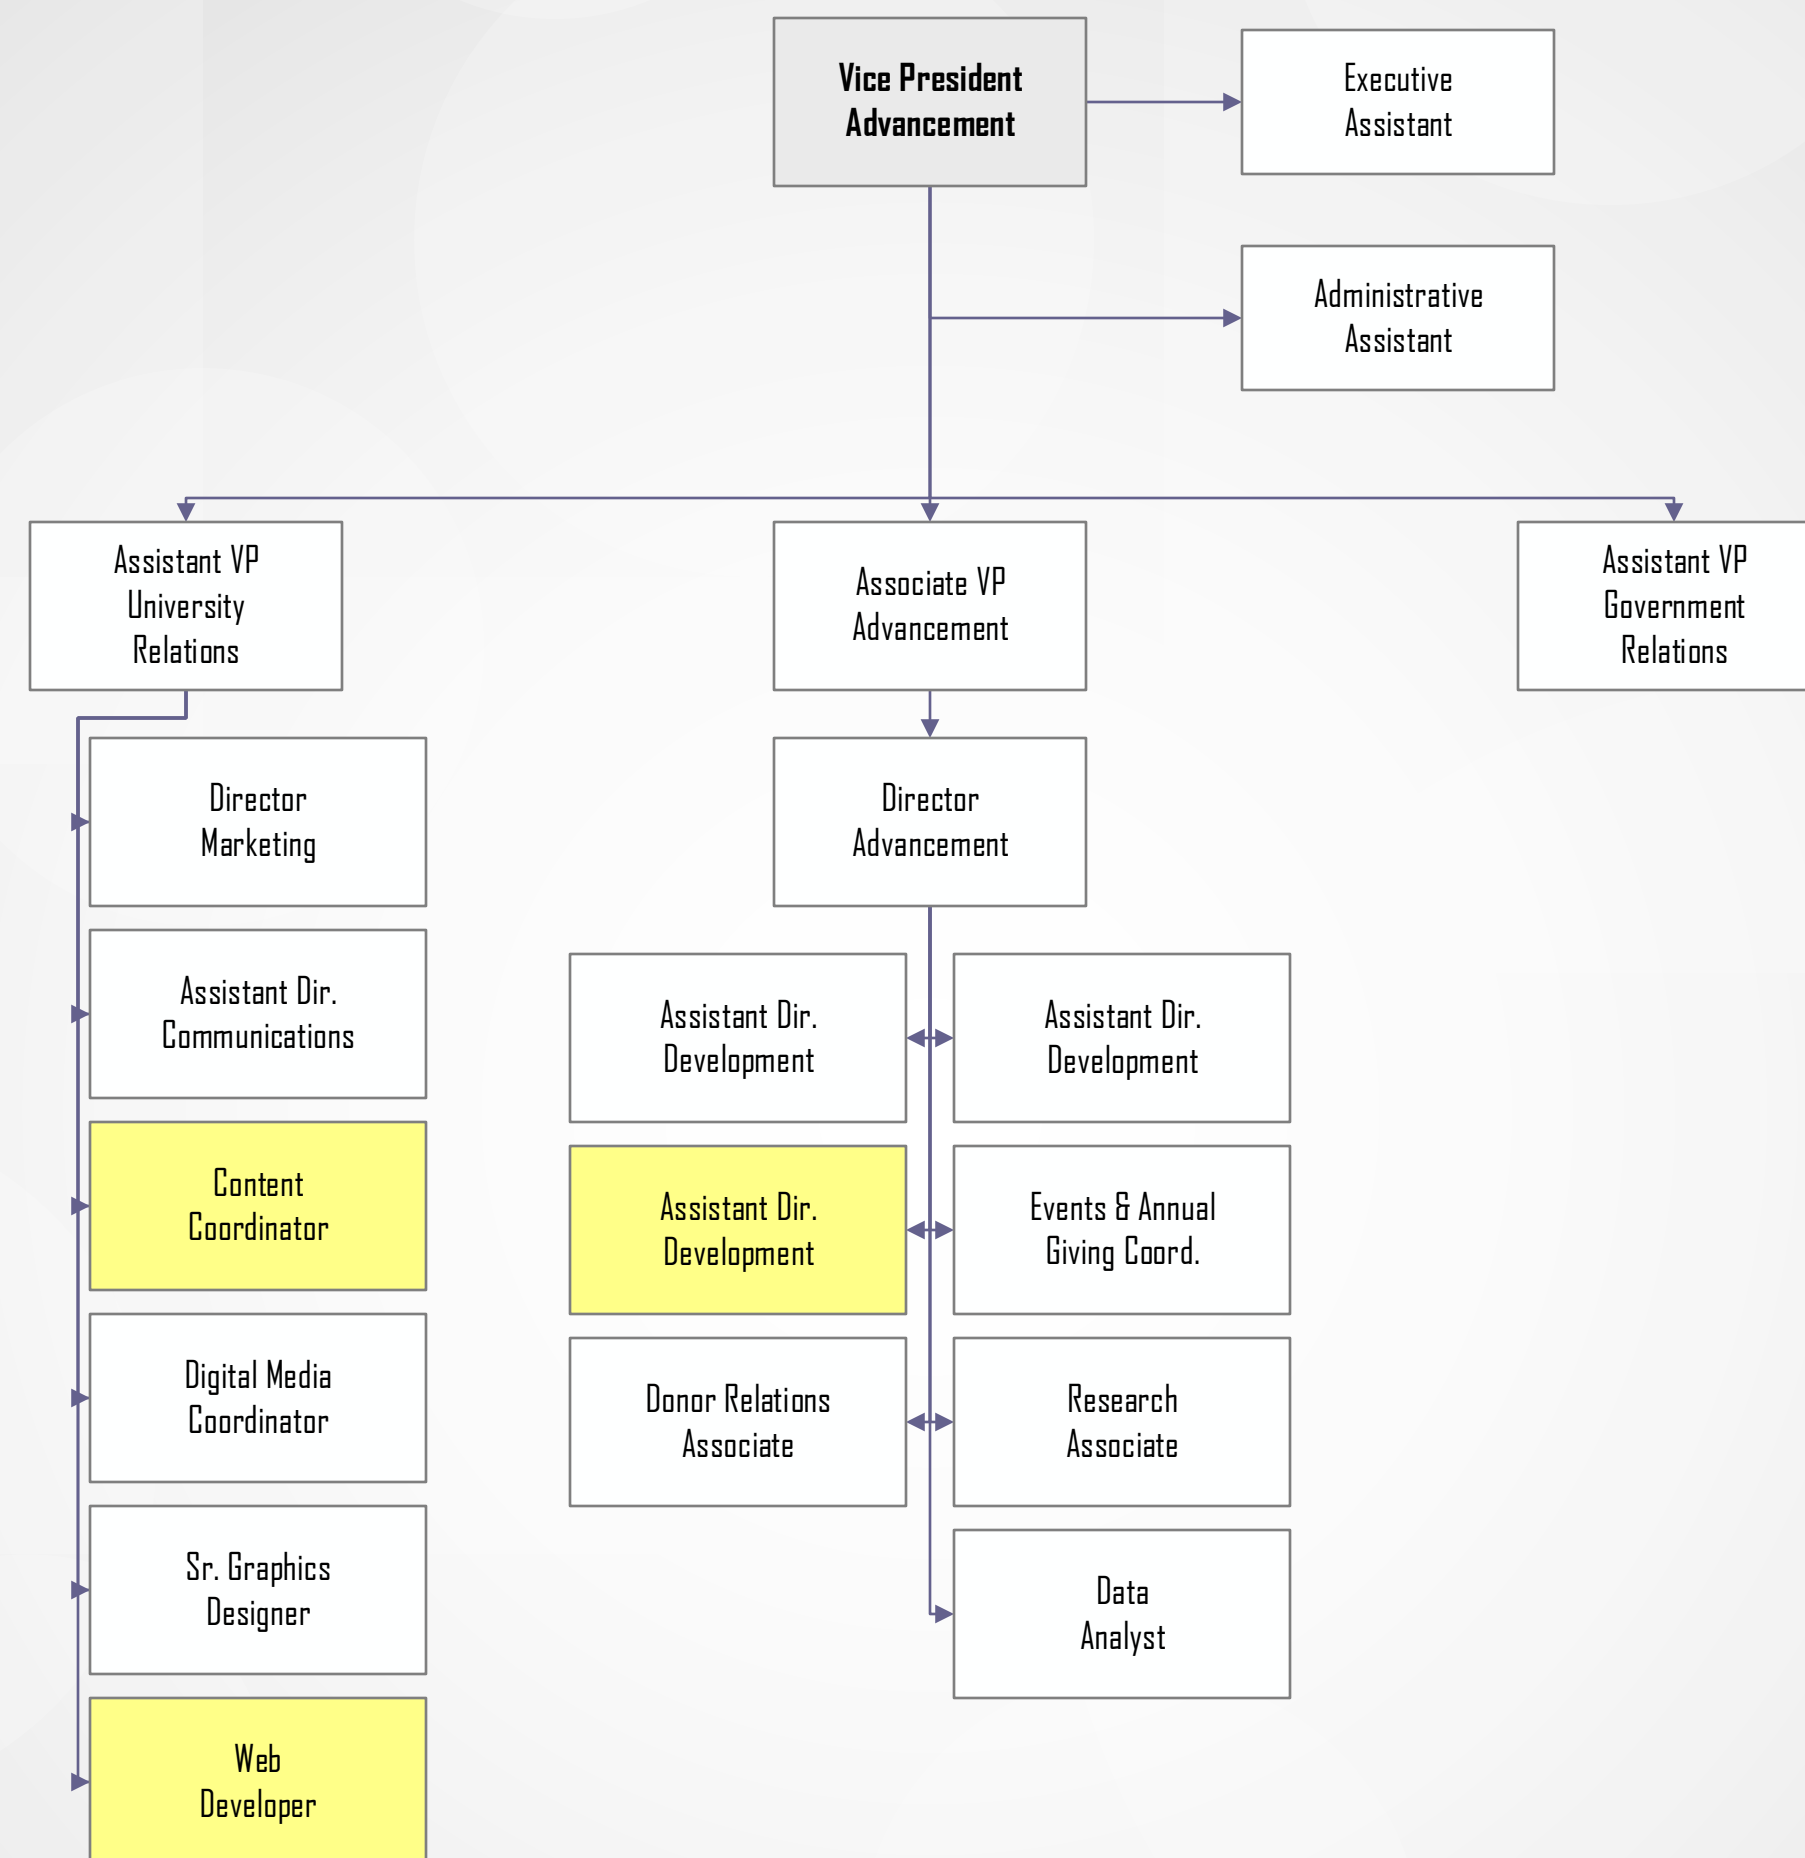 Vice President
Advancement
Executive
Assistant
Administrative
Assistant
Assistant VP
University
Relations
Associate VP
Advancement
Assistant VP
Government
Relations
Director
Marketing
Director
Advancement
Assistant Dir.
Communications
Assistant Dir.
Development
Assistant Dir.
Development
Content
Coordinator
Assistant Dir.
Development
Events & Annual
Giving Coord.
Digital Media
Coordinator
Donor Relations
Associate
Research
Associate
Sr. Graphics
Designer
Data
Analyst
Web
Developer